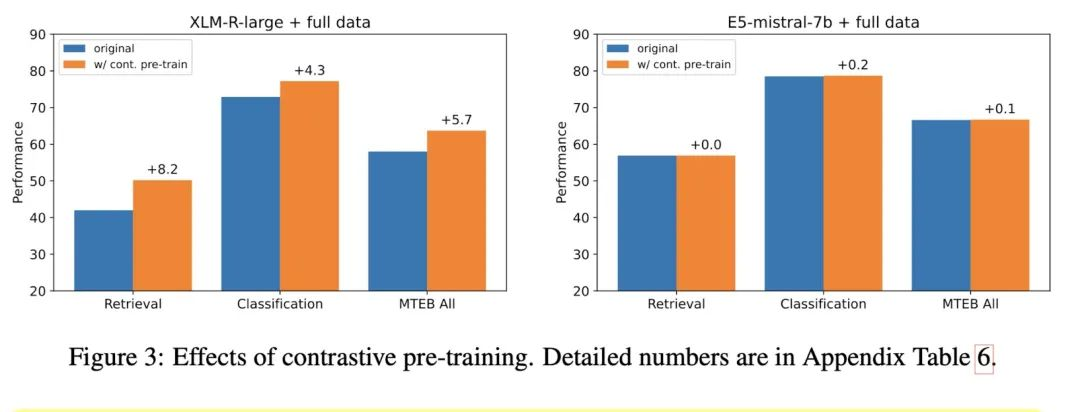 XLM-R-large + full data
90
80
70
60
50
40
30
20
Performance
original
w/ cont. pre-train
+8.2
+4.3
+5.7
Retrieval
Classification
MTEB All
E5-mistral-7b + full data
90
80
70
60
50
40
30
20
Performance
original
w/ cont. pre-train
+0.0
+0.2
+0.1
Retrieval
Classification
MTEB All
Figure 3: Effects of contrastive pre-training. Detailed numbers are in Appendix Table 6.